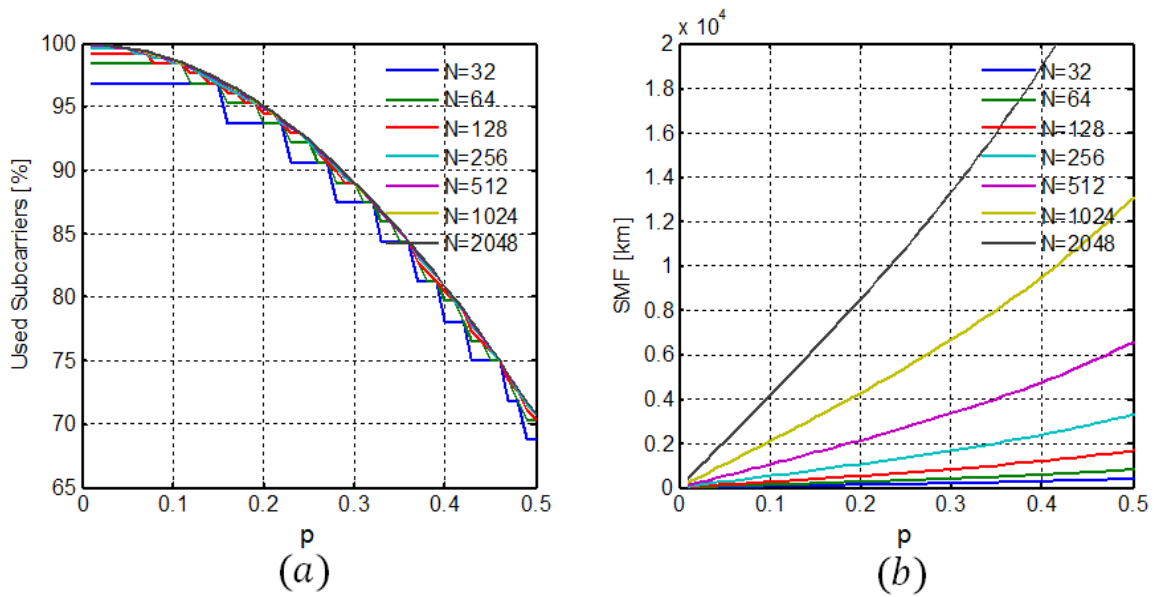 100
95
90
85
80
75
70
65
0
0.1
0.2
0.3
0.4
0.5
Used Subcarriers [%]
p
N=32
N=64
N=128
N=256
N=512
N=1024
N=2048
(a)
x 10^4
2
1.8
1.6
1.4
1.2
1
0.8
0.6
0.4
0.2
0
0
0.1
0.2
0.3
0.4
0.5
SMF [km]
p
N=32
N=64
N=128
N=256
N=512
N=1024
N=2048
(b)